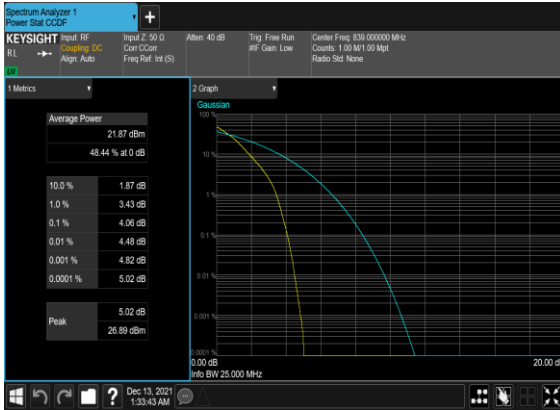 Spectrum Analyzer 1
Power Stat CCDF
+
KEYSIGHT
RL
Input: RF
Coupling: DC
Align: Auto
Input Z: 50 Ω
Corr CCorr
Freq Ref: Int (S)
Atten: 40 dB
Trig: Free Run
#IF Gain: Low
Center Freq: 839.000000 MHz
Counts: 1.00 M/1.00 Mpt
Radio Std: None
1 Metrics
Average Power
21.87 dBm
48.44 % at 0 dB
10.0 % 1.87 dB
1.0 % 3.43 dB
0.1 % 4.06 dB
0.01 % 4.48 dB
0.001 % 4.82 dB
0.0001 % 5.02 dB
Peak 5.02 dB
26.89 dBm
2 Graph
Gaussian
100 %
10 %
1 %
0.1 %
0.01 %
0.001 %
0.0001 %
0.00 dB
20.00 d
Info BW 25.000 MHz
?
Dec 13, 2021
1:33:43 AM